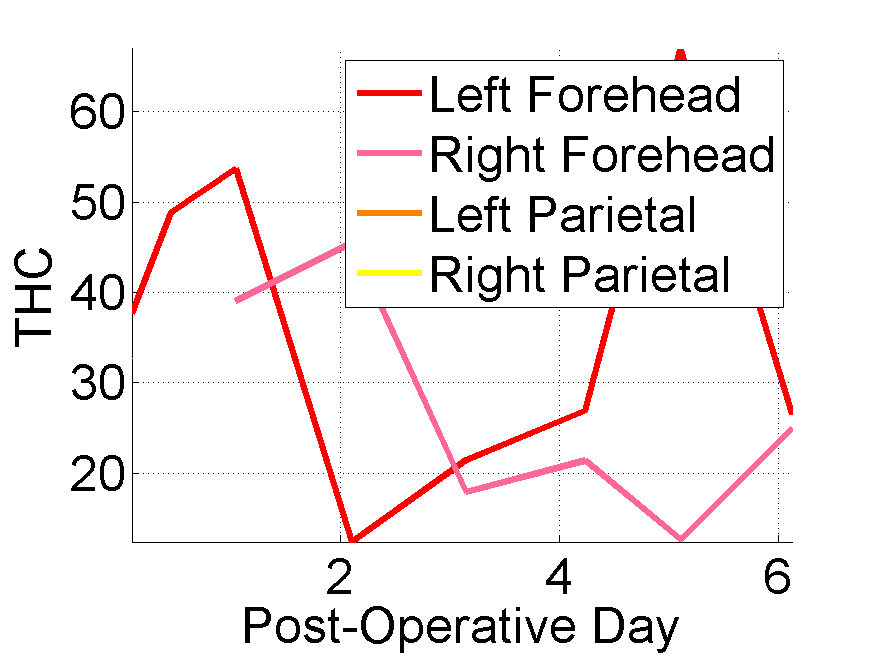 60
50
40
30
20
THC
Left Forehead
Right Forehead
Left Parietal
Right Parietal
2 4 6
Post-Operative Day